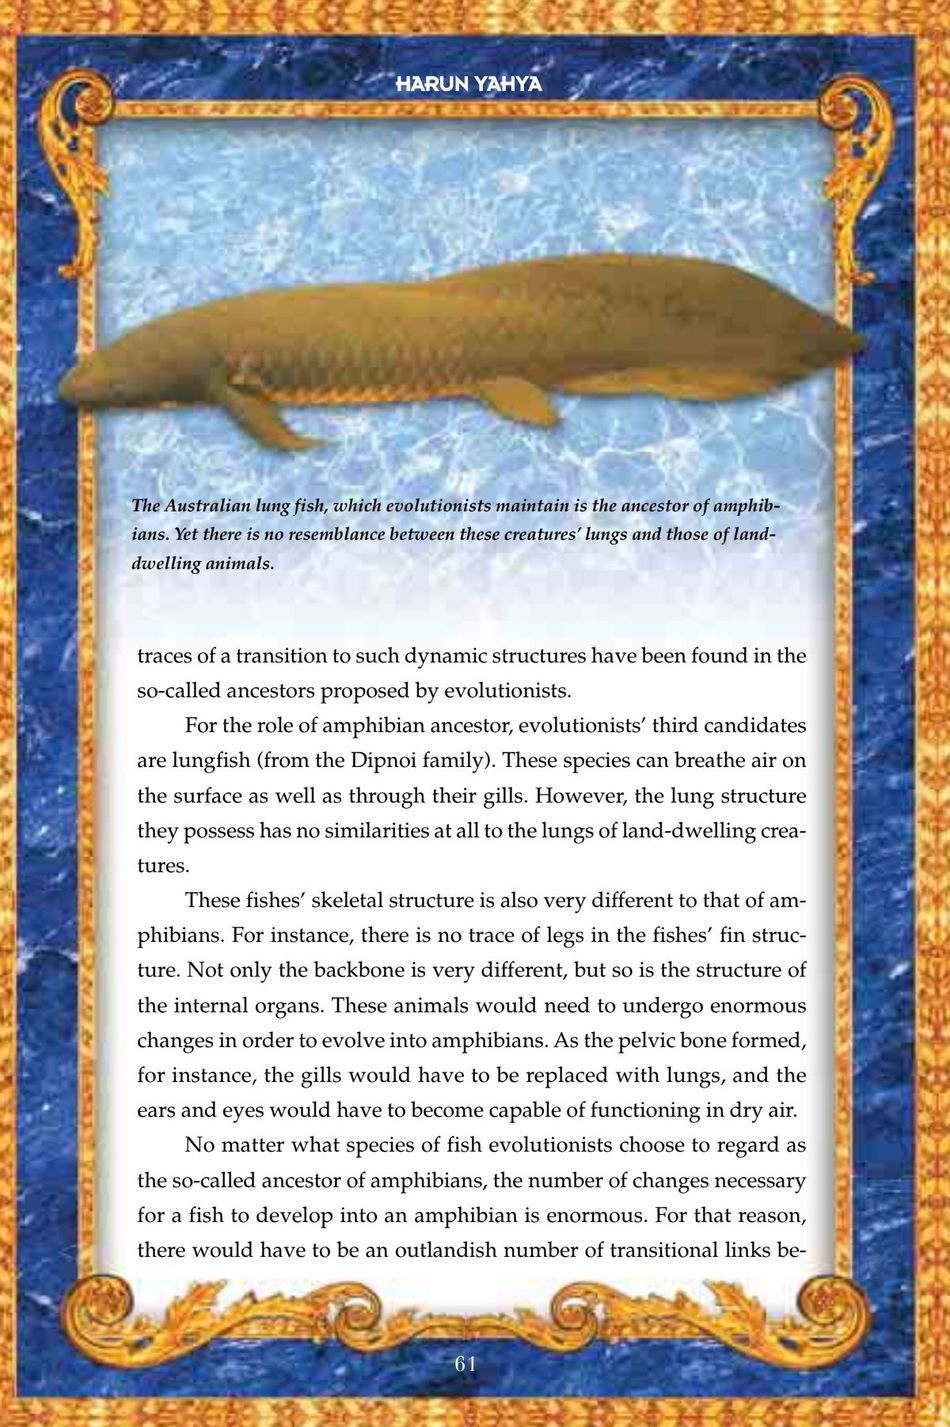 HARUN YAHYA
The Australian lung fish, which evolutionists maintain is the ancestor of amphib-
ians. Yet there is no resemblance between these creatures’ lungs and those of land-
dwelling animals.
traces of a transition to such dynamic structures have been found in the
so-called ancestors proposed by evolutionists.
For the role of amphibian ancestor, evolutionists’ third candidates
are lungfish (from the Dipnoi family). These species can breathe air on
the surface as well as through their gills. However, the lung structure
they possess has no similarities at all to the lungs of land-dwelling crea-
tures.
These fishes’ skeletal structure is also very different to that of am-
phibians. For instance, there is no trace of legs in the fishes’ fin struc-
ture. Not only the backbone is very different, but so is the structure of
the internal organs. These animals would need to undergo enormous
changes in order to evolve into amphibians. As the pelvic bone formed,
for instance, the gills would have to be replaced with lungs, and the
ears and eyes would have to become capable of functioning in dry air.
No matter what species of fish evolutionists choose to regard as
the so-called ancestor of amphibians, the number of changes necessary
for a fish to develop into an amphibian is enormous. For that reason,
there would have to be an outlandish number of transitional links be-
61